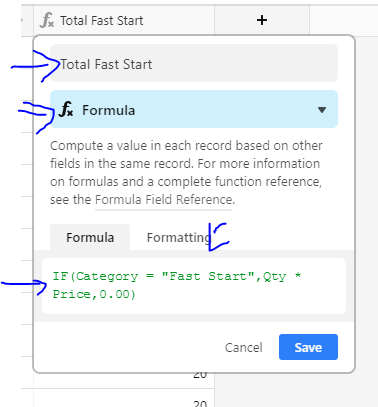 fx Total Fast Start +
Total Fast Start
fx Formula
Compute a value in each record based on other
fields in the same record. For more information
on formulas and a complete function reference,
see the Formula Field Reference.
Formula Formatting
IF(Category = "Fast Start",Qty *
Price,0.00)
Cancel Save
20
20